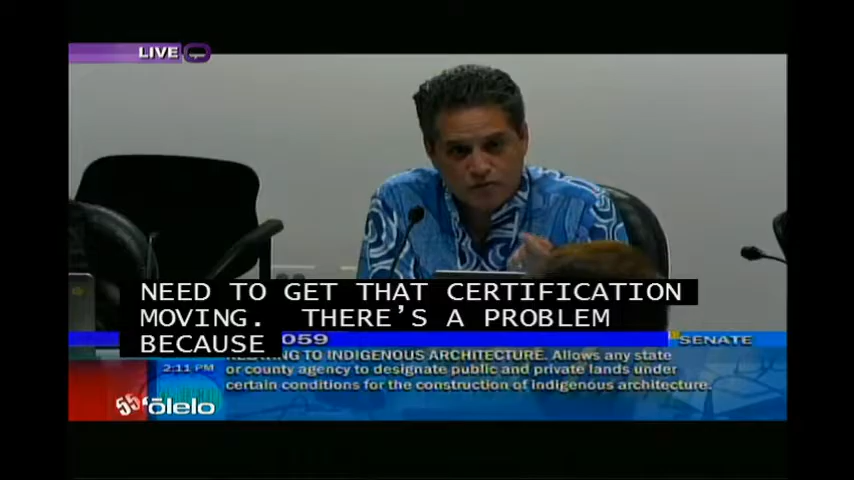 LIVE
NEED TO GET THAT CERTIFICATION
MOVING. THERE'S A PROBLEM
BECAUSE
059
SENATE
TO INDIGENOUS ARCHITECTURE. Allows any state
2:11 PM
or county agency to designate public and private lands under
certain conditions for the construction of indigenous architecture.
55 'ōlelo